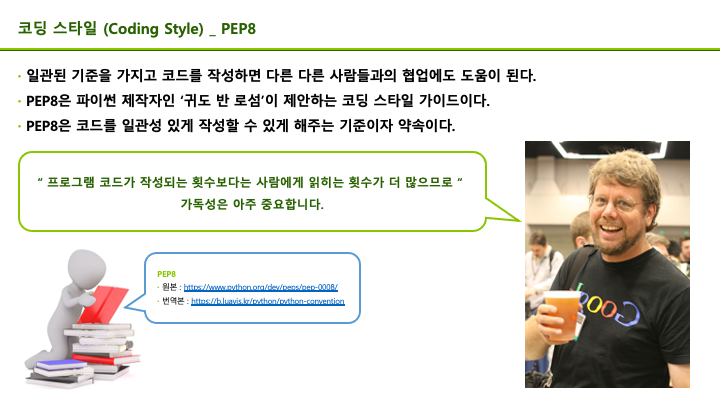 코딩 스타일 (Coding Style) _ PEP8
· 일관된 기준을 가지고 코드를 작성하면 다른 다른 사람들과의 협업에도 도움이 된다.
· PEP8은 파이썬 제작자인 ‘귀도 반 로섬’이 제안하는 코딩 스타일 가이드이다.
· PEP8은 코드를 일관성 있게 작성할 수 있게 해주는 기준이자 약속이다.
“ 프로그램 코드가 작성되는 횟수보다는 사람에게 읽히는 횟수가 더 많으므로 “
가독성은 아주 중요합니다.
PEP8
· 원본 : https://www.python.org/dev/peps/pep-0008/
· 번역본 : https://b.luavis.kr/python/python-convention
Google